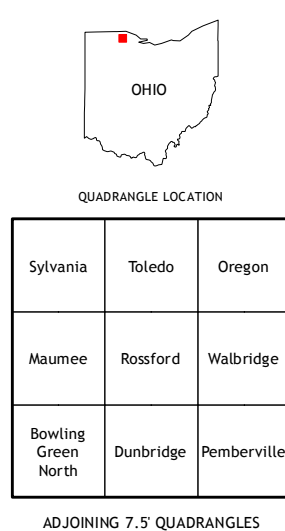 OHIO
QUADRANGLE LOCATION
Sylvania
Toledo
Oregon
Maumee
Rossford
Walbridge
Bowling
Green
North
Dunbridge
Pemberville
ADJOINING 7.5' QUADRANGLES